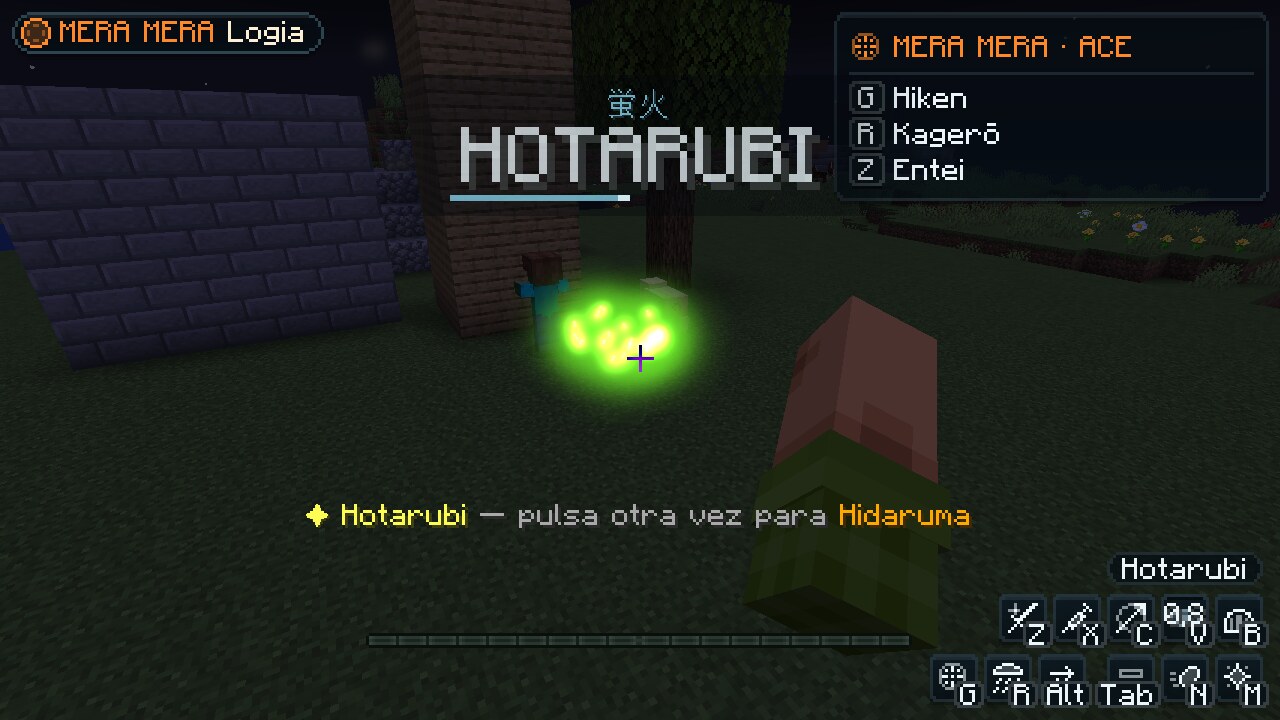 MERA MERA Logia
MERA MERA · ACE
G Hiken
R Kagerō
Z Entei
蛍火
HOTARUBI
✦ Hotarubi — pulsa otra vez para Hidaruma
Hotarubi
Z X C 0,8 V B
G R Alt Tab N M